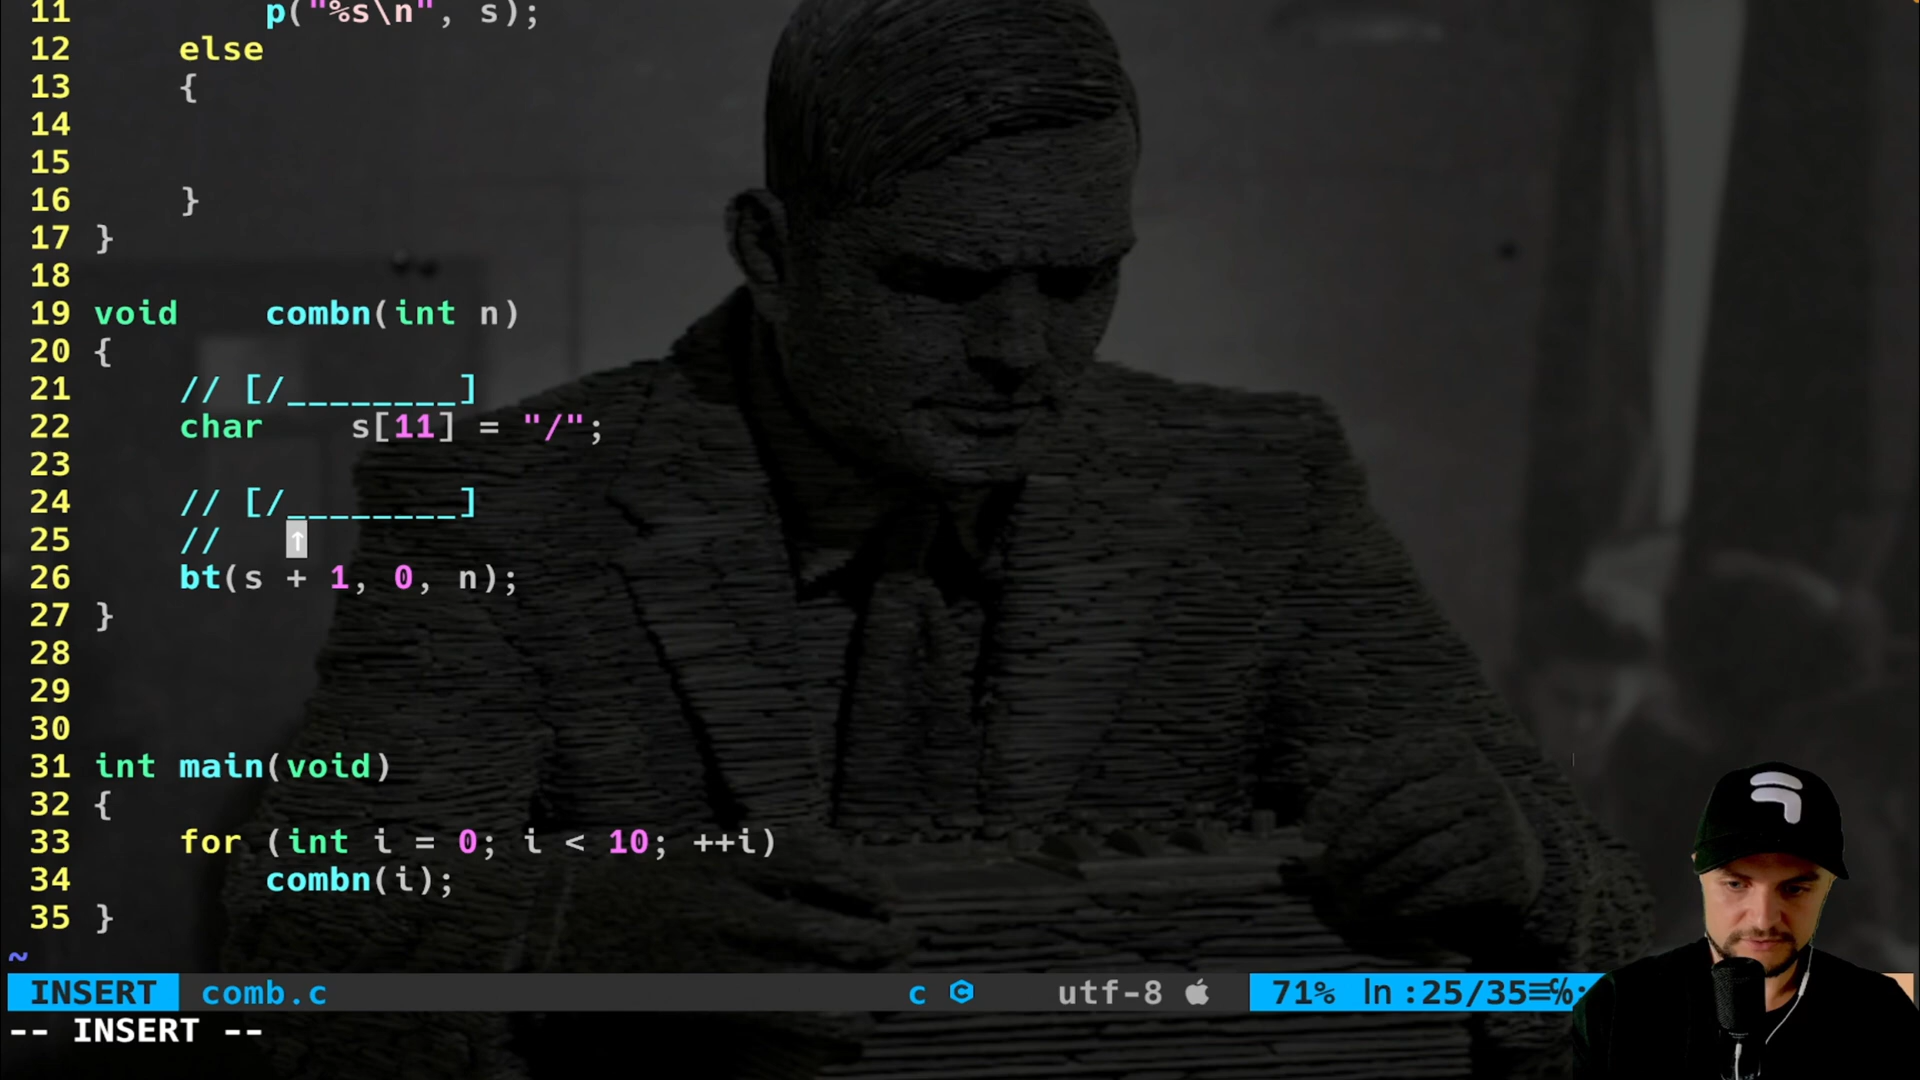 11 p("%s\n", s);
12 else
13 {
14
15
16 }
17 }
18
19 void combn(int n)
20 {
21 // [/________]
22 char s[11] = "/";
23
24 // [/________]
25 // ↑
26 bt(s + 1, 0, n);
27 }
28
29
30
31 int main(void)
32 {
33 for (int i = 0; i < 10; ++i)
34 combn(i);
35 }
~
INSERT comb.c c utf-8 71% ln :25/35
-- INSERT --